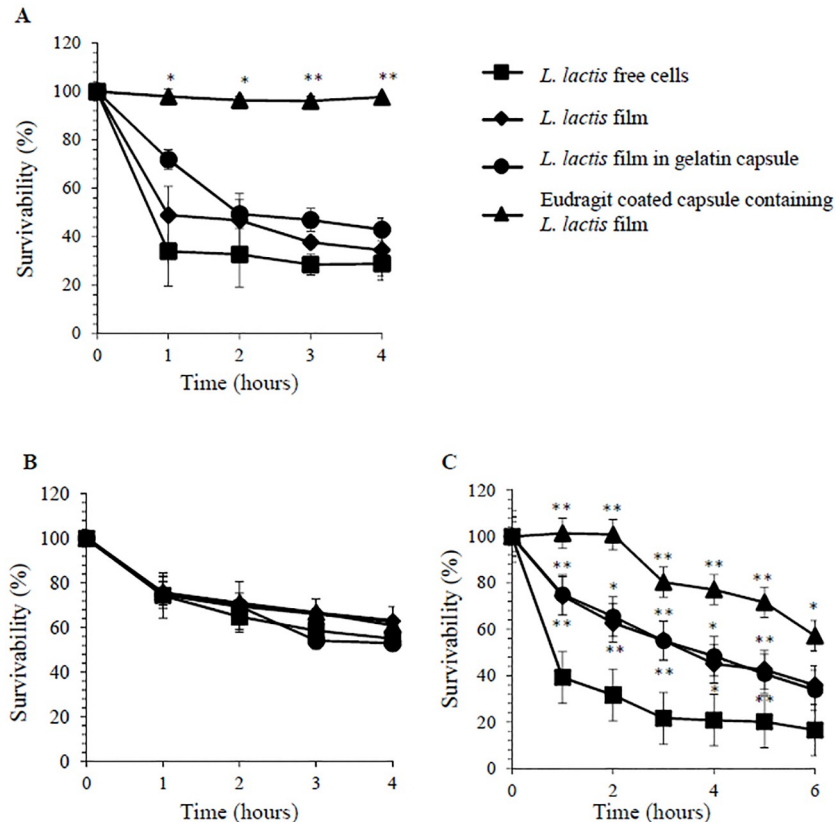 A
120
100
80
60
40
20
0
Survivability (%)
* * ** **
0 1 2 3 4
Time (hours)
L. lactis free cells
L. lactis film
L. lactis film in gelatin capsule
Eudragit coated capsule containing
L. lactis film
B
120
100
80
60
40
20
0
Survivability (%)
0 1 2 3 4
Time (hours)
C
120
100
80
60
40
20
0
Survivability (%)
** ** ** ** ** *
** * ** * **
** ** ** * **
0 2 4 6
Time (hours)